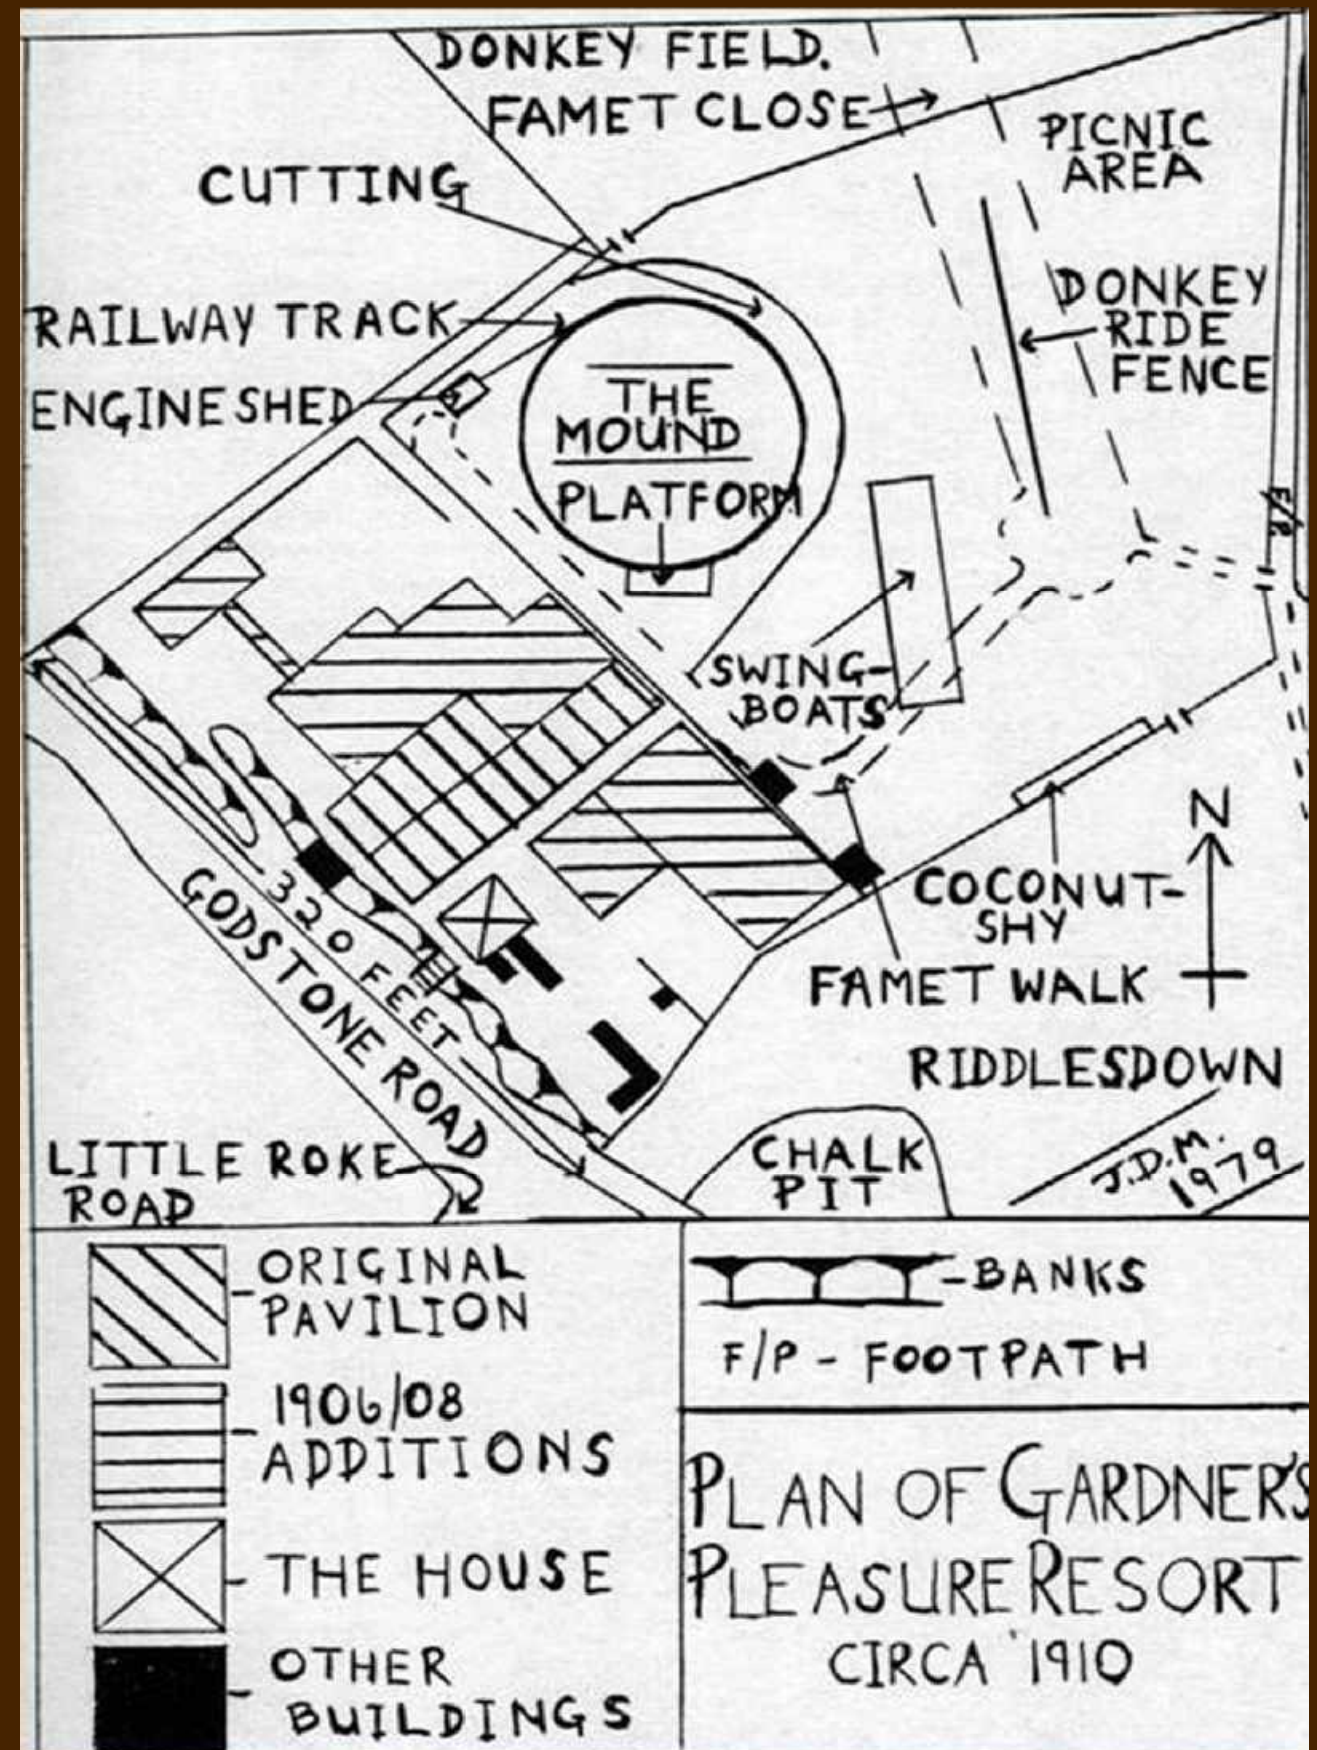 DONKEY FIELD.
FAMET CLOSE
PICNIC
AREA
CUTTING
DONKEY
RIDE
FENCE
RAILWAY TRACK
ENGINE SHED
THE
MOUND
PLATFORM
F/P
SWING-
BOATS
N
COCONUT-
SHY
FAMET WALK
320 FEET
GODSTONE ROAD
RIDDLESDOWN
LITTLE ROKE
ROAD
CHALK
PIT
J.D.M.
1979
ORIGINAL
PAVILION
1906/08
ADDITIONS
THE HOUSE
OTHER
BUILDINGS
BANKS
F/P - FOOTPATH
PLAN OF GARDNER'S
PLEASURE RESORT
CIRCA 1910